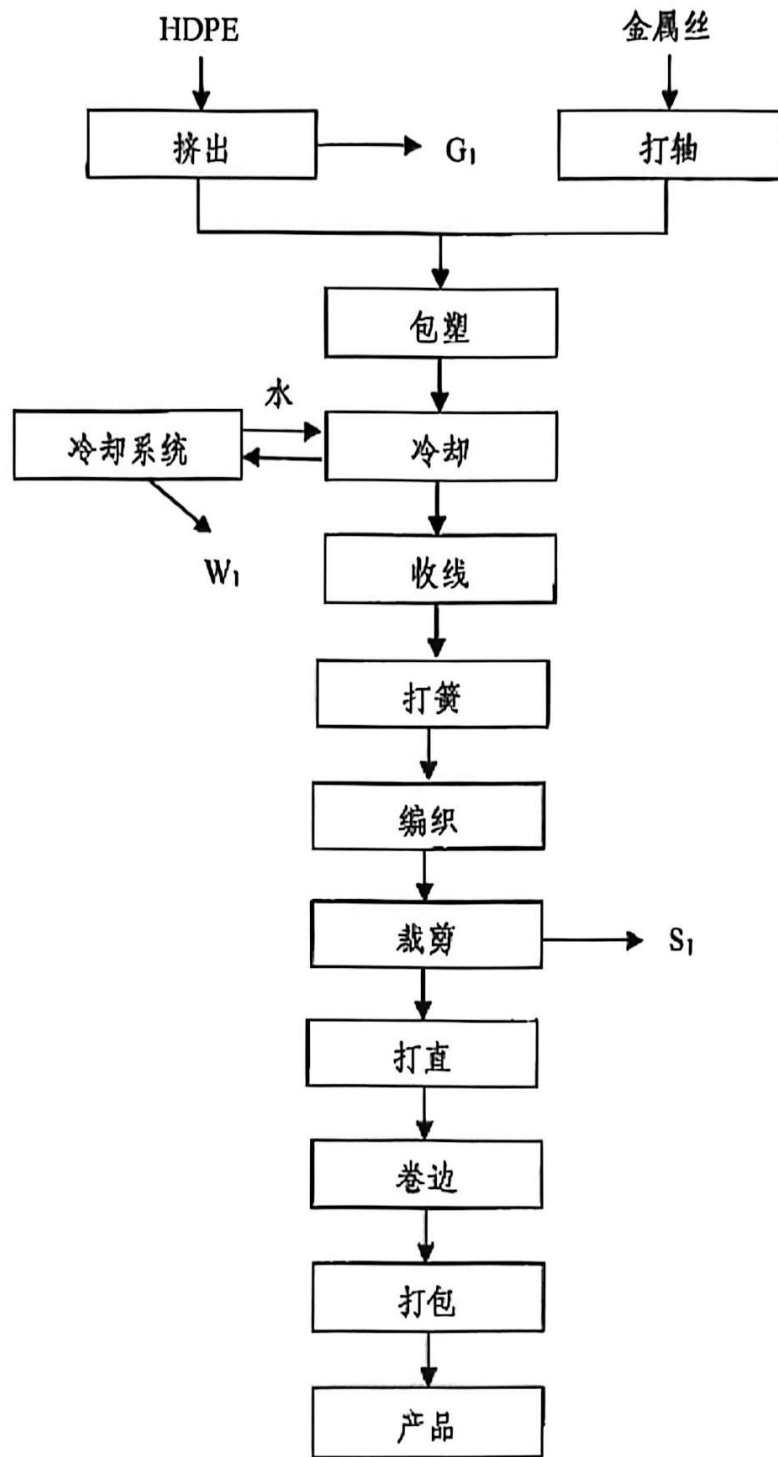 HDPE
金属丝
挤出
G1
打轴
包塑
水
冷却系统
冷却
W1
收线
打簧
编织
裁剪
S1
打直
卷边
打包
产品